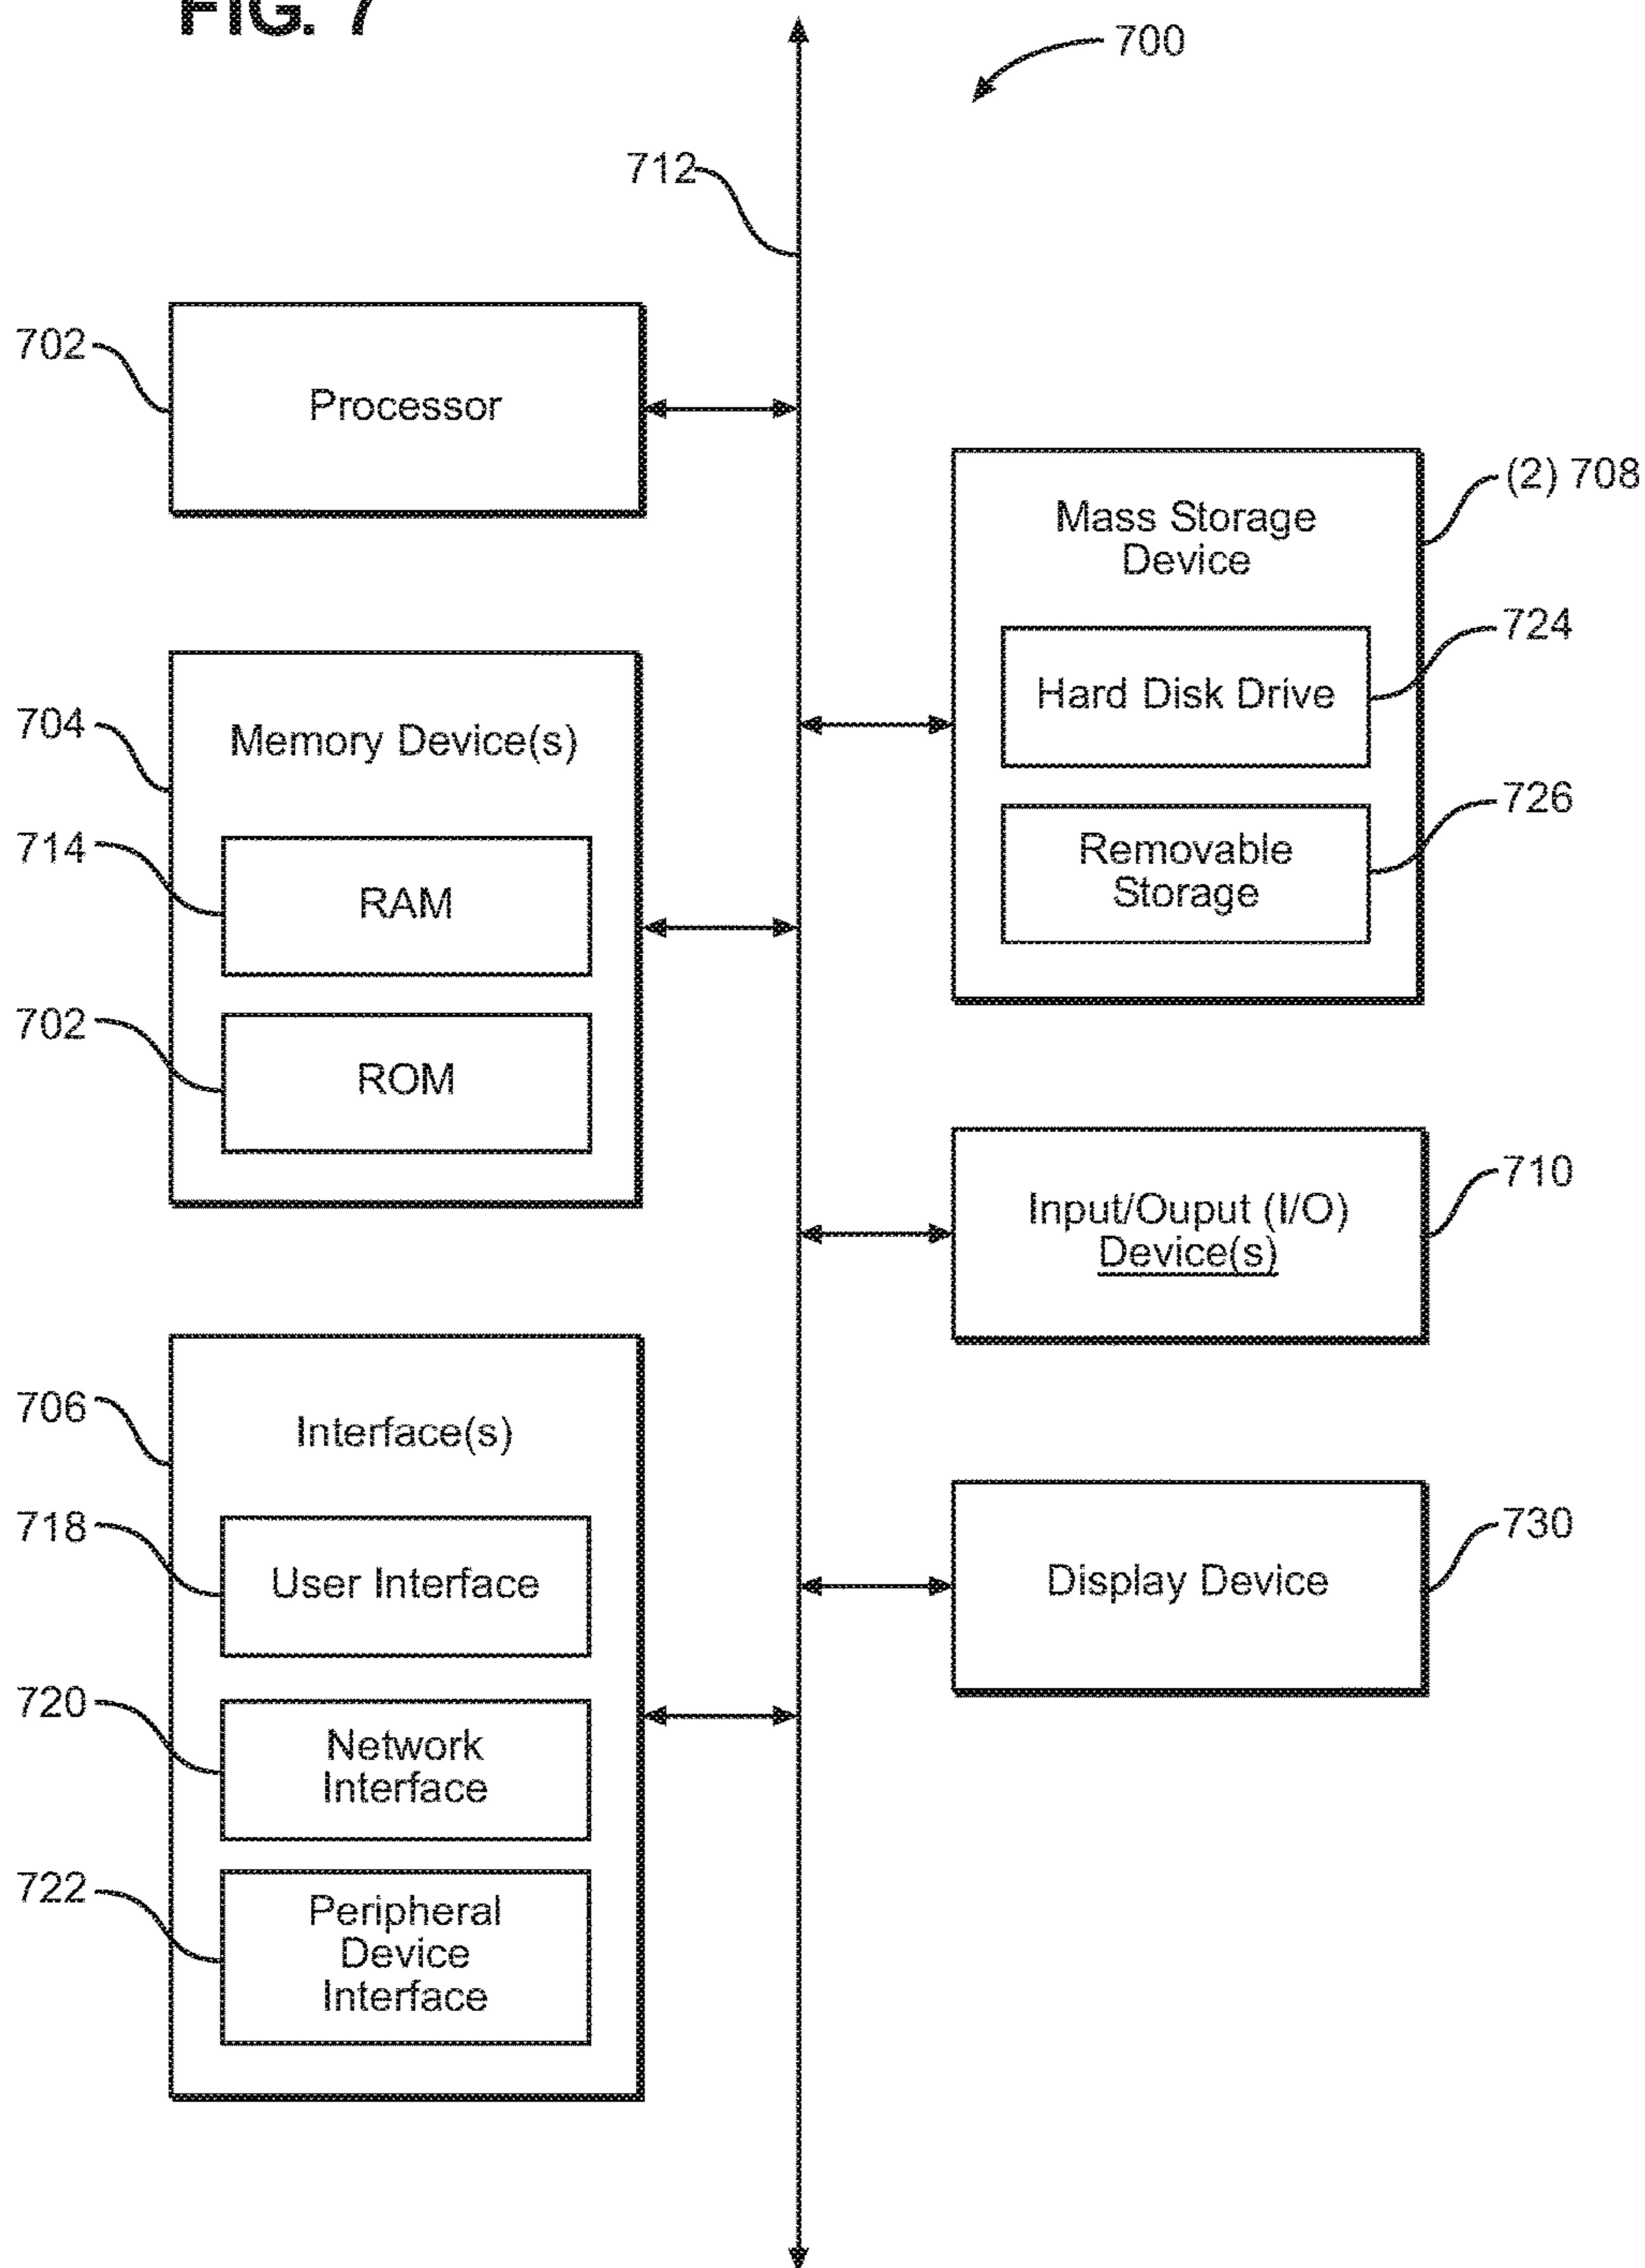 FIG. 7
700
712
702
Processor
(2) 708
Mass Storage
Device
724
Hard Disk Drive
726
Removable
Storage
704
Memory Device(s)
714
RAM
702
ROM
710
Input/Ouput (I/O)
Device(s)
706
Interface(s)
718
User Interface
730
Display Device
720
Network
Interface
722
Peripheral
Device
Interface